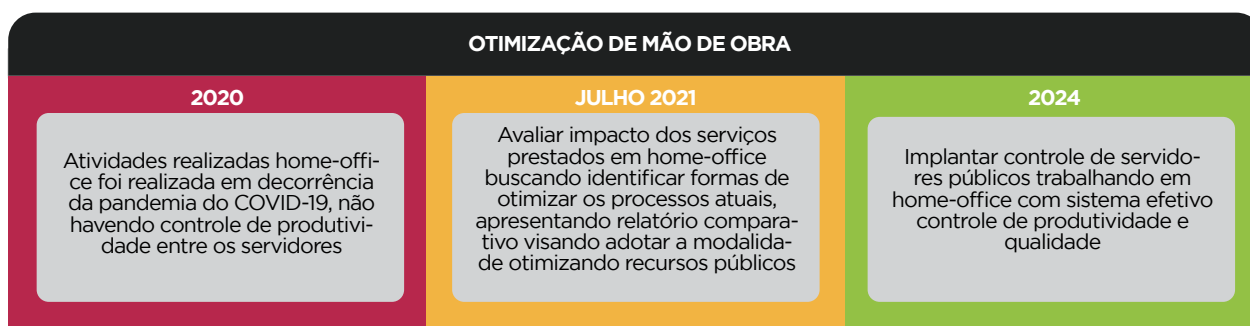 OTIMIZAÇÃO DE MÃO DE OBRA
2020
Atividades realizadas home-offi-
ce foi realizada em decorrência
da pandemia do COVID-19, não
havendo controle de produtivi-
dade entre os servidores
JULHO 2021
Avaliar impacto dos serviços
prestados em home-office
buscando identificar formas de
otimizar os processos atuais,
apresentando relatório compara-
tivo visando adotar a modalida-
de otimizando recursos públicos
2024
Implantar controle de servido-
res públicos trabalhando em
home-office com sistema efetivo
controle de produtividade e
qualidade